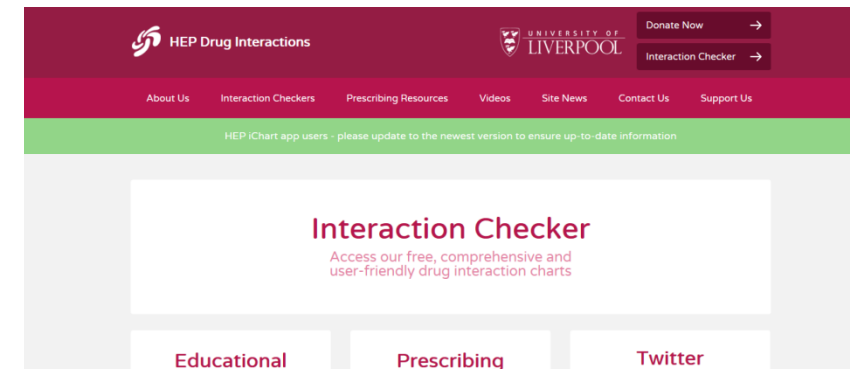 HEP Drug Interactions
UNIVERSITY OF
LIVERPOOL
Donate Now
Interaction Checker
About Us Interaction Checkers Prescribing Resources Videos Site News Contact Us Support Us
HEP iChart app users - please update to the newest version to ensure up-to-date information
Interaction Checker
Access our free, comprehensive and
user-friendly drug interaction charts
Educational Prescribing Twitter